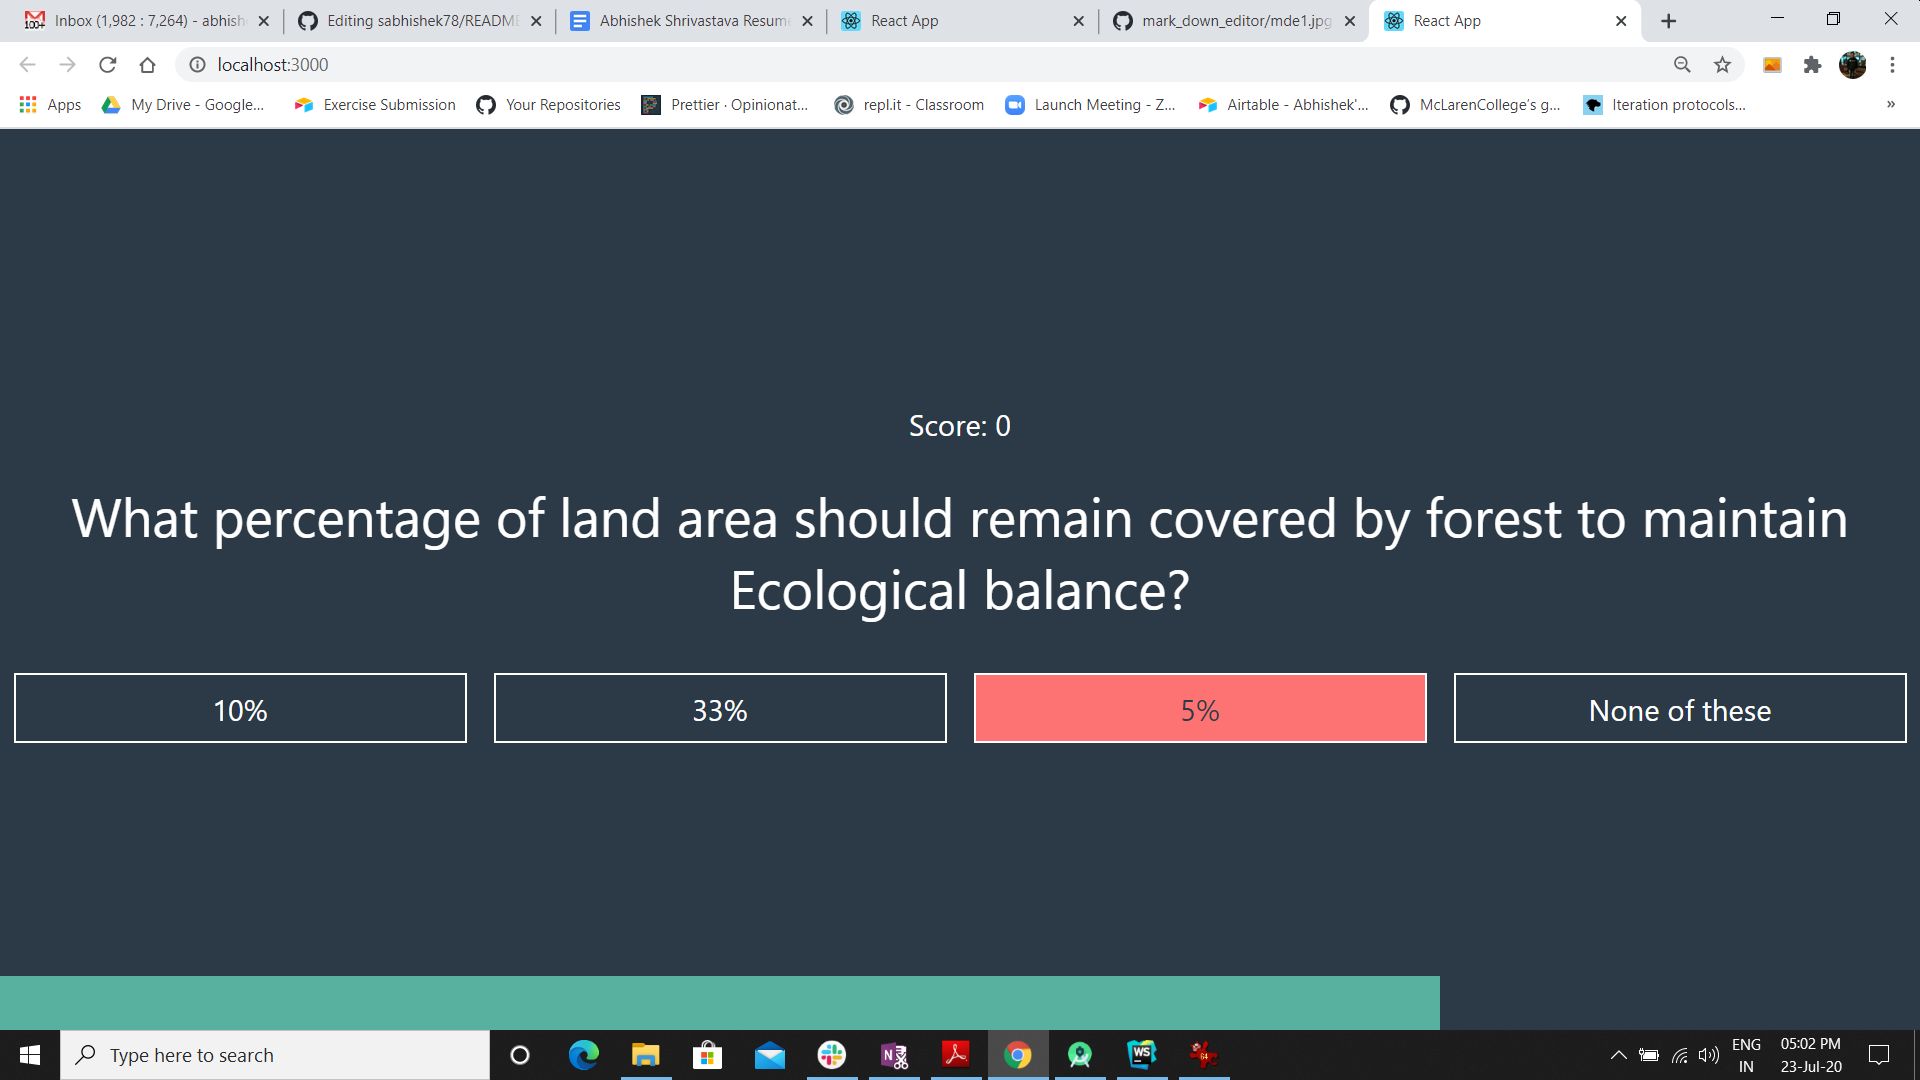 Inbox (1,982 : 7,264) - abhish
Editing sabhishek78/README
Abhishek Shrivastava Resume
React App
mark_down_editor/mde1.jpg
React App
localhost:3000
Apps
My Drive - Google...
Exercise Submission
Your Repositories
Prettier · Opinionat...
repl.it - Classroom
Launch Meeting - Z...
Airtable - Abhishek'...
McLarenCollege's g...
Iteration protocols...
»
Score: 0
What percentage of land area should remain covered by forest to maintain
Ecological balance?
10%
33%
5%
None of these
Type here to search
ENG
IN
05:02 PM
23-Jul-20